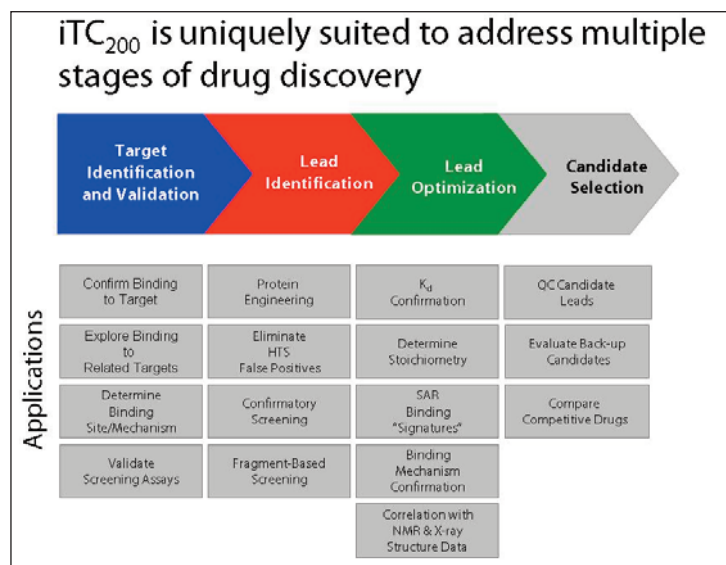 iTC200 is uniquely suited to address multiple
stages of drug discovery
Target
Identification
and Validation
Lead
Identification
Lead
Optimization
Candidate
Selection
Applications
Confirm Binding
to Target
Explore Binding
to
Related Targets
Determine
Binding
Site/Mechanism
Validate
Screening Assays
Protein
Engineering
Eliminate
HTS
False Positives
Confirmatory
Screening
Fragment-Based
Screening
Kd
Confirmation
Determine
Stoichiometry
SAR
Binding
"Signatures"
Binding
Mechanism
Confirmation
Correlation with
NMR & X-ray
Structure Data
QC Candidate
Leads
Evaluate Back-up
Candidates
Compare
Competitive Drugs